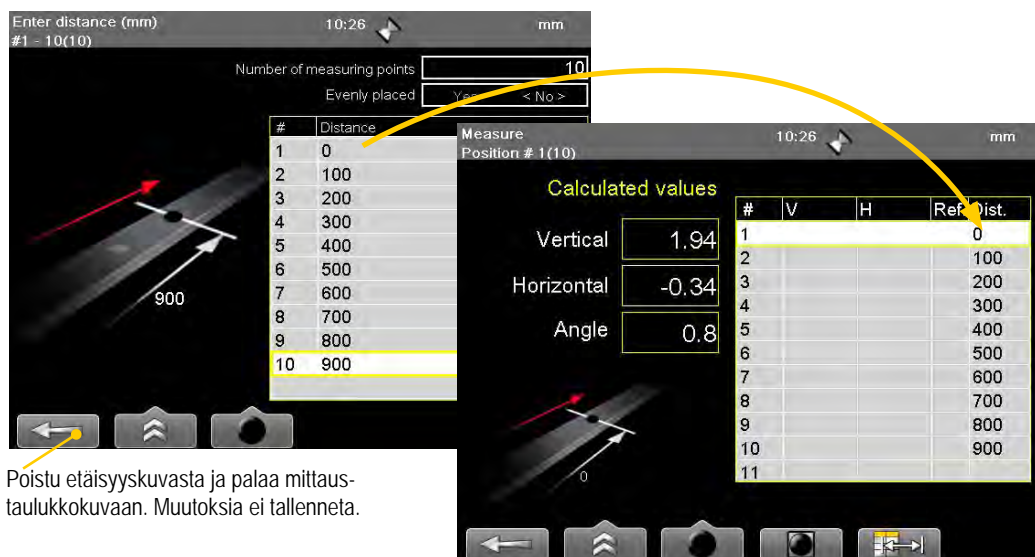 Enter distance (mm) 10:26 mm
#1 - 10(10)
Number of measuring points 10
Evenly placed Yes < No >
# Distance
1 0
2 100
3 200
4 300
5 400
6 500
7 600
8 700
9 800
10 900
900
Poistu etäisyyskuvasta ja palaa mittaus-
taulukkokuvaan. Muutoksia ei tallenneta.
Measure 10:26 mm
Position # 1(10)
Calculated values
Vertical 1.94
Horizontal -0.34
Angle 0.8
0
# V H Ref Dist.
1 0
2 100
3 200
4 300
5 400
6 500
7 600
8 700
9 800
10 900
11